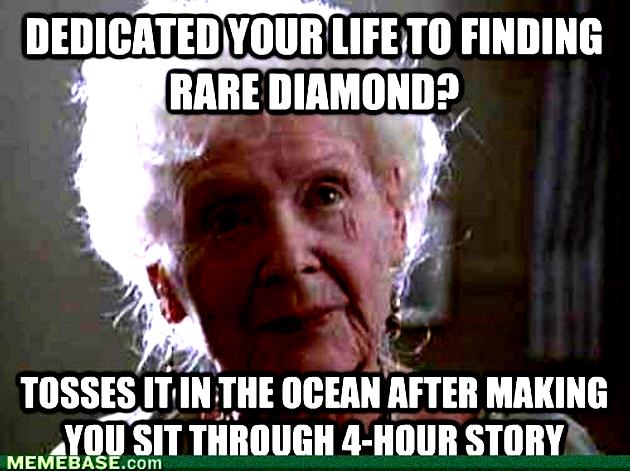 DEDICATED YOUR LIFE TO FINDING
RARE DIAMOND?
TOSSES IT IN THE OCEAN AFTER MAKING
YOU SIT THROUGH 4-HOUR STORY
MEMEBASE.com